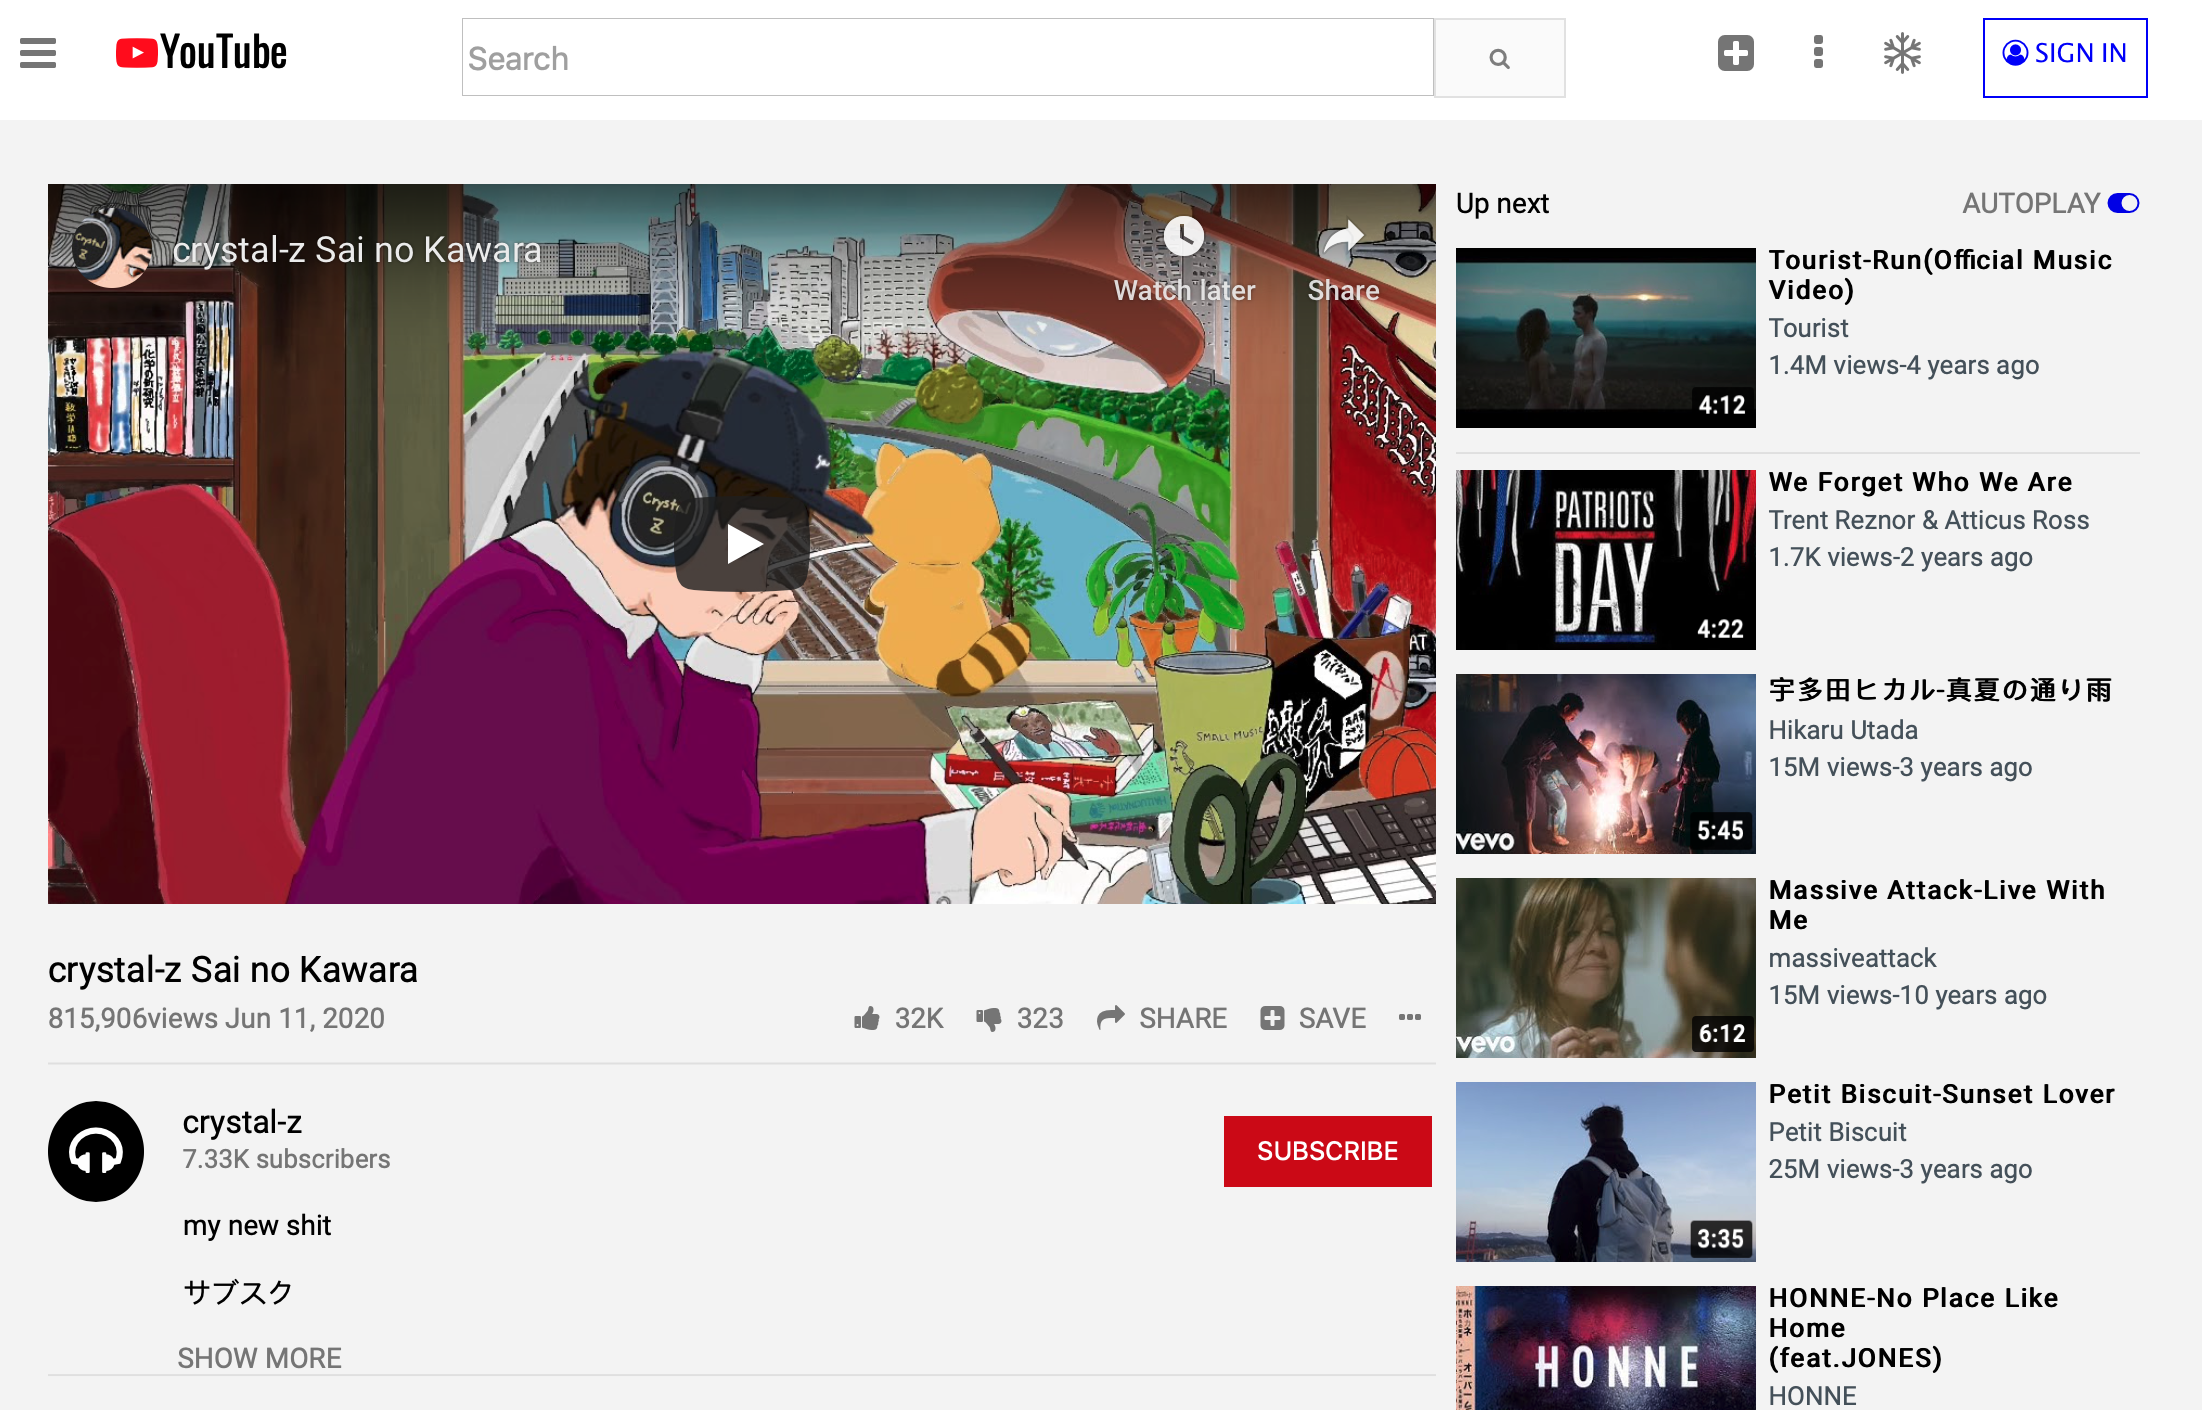 YouTube
Search
SIGN IN
crystal-z Sai no Kawara
Watch later
Share
Crystal
Z
SMALL MUSIC
crystal-z Sai no Kawara
815,906views Jun 11, 2020
32K
323
SHARE
SAVE
crystal-z
7.33K subscribers
SUBSCRIBE
my new shit
サブスク
SHOW MORE
Up next
AUTOPLAY
4:12
Tourist-Run(Official Music
Video)
Tourist
1.4M views-4 years ago
PATRIOTS
DAY
4:22
We Forget Who We Are
Trent Reznor & Atticus Ross
1.7K views-2 years ago
vevo
5:45
宇多田ヒカル-真夏の通り雨
Hikaru Utada
15M views-3 years ago
vevo
6:12
Massive Attack-Live With
Me
massiveattack
15M views-10 years ago
3:35
Petit Biscuit-Sunset Lover
Petit Biscuit
25M views-3 years ago
HONNE
HONNE-No Place Like
Home
(feat.JONES)
HONNE